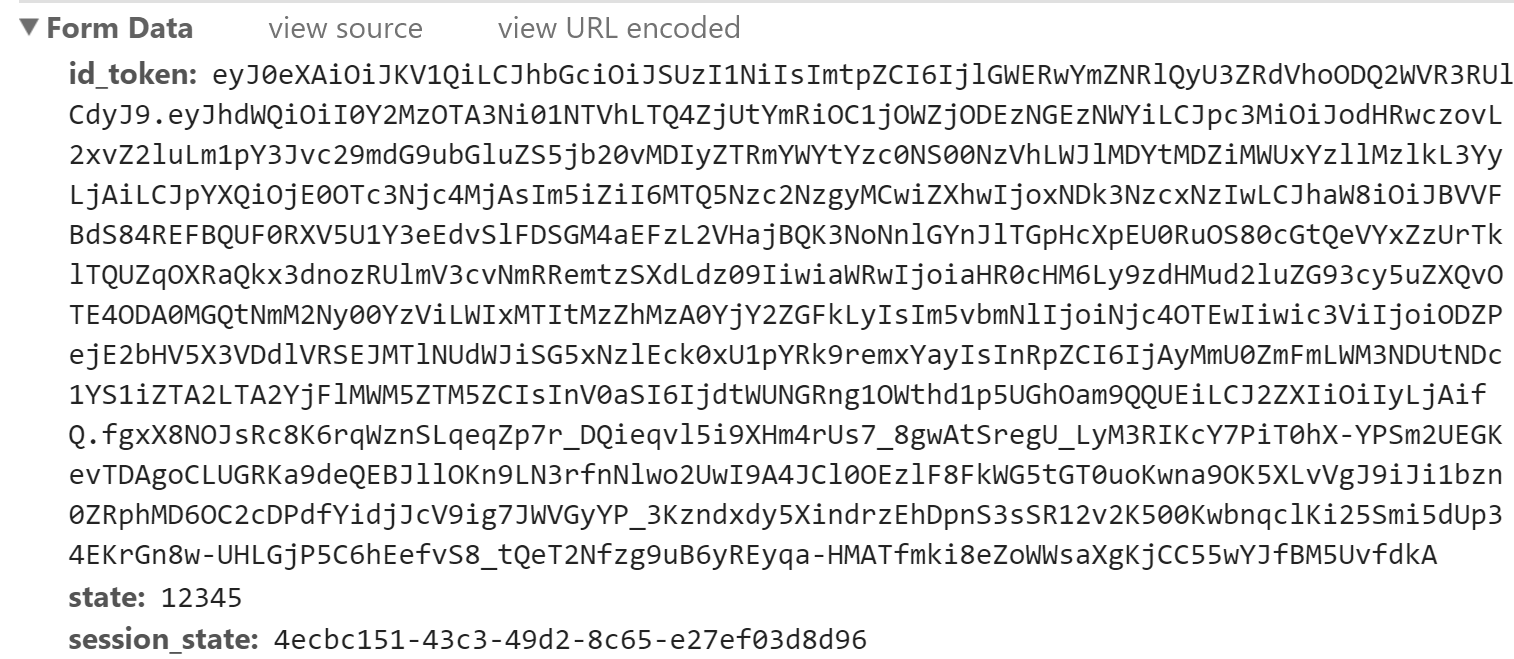 ▼ Form Data view source view URL encoded
id_token: eyJ0eXAiOiJKV1QiLCJhbGciOiJSUzI1NiIsImtpZCI6IjlGWERwYmZNRlQyU3ZRdVhoODQ2WVR3RUl
CdyJ9.eyJhdWQiOiI0Y2MzOTA3Ni01NTVhLTQ4ZjUtYmRiOC1jOWZjODEzNGEzNWYiLCJpc3MiOiJodHRwczovL
2xvZ2luLm1pY3Jvc29mdG9ubGluZS5jb20vMDIyZTRmYWYtYzc0NS00NzVhLWJlMDYtMDZiMWUxYzllMzlkL3Yy
LjAiLCJpYXQiOjE0OTc3Njc4MjAsIm5iZiI6MTQ5Nzc2NzgyMCwiZXhwIjoxNDk3NzcxNzIwLCJhaW8iOiJBVVF
BdS84REFBQUF0RXV5U1Y3eEdvSlFDSGM4aEFzL2VHajBQK3NoNnlGYnJlTGpHcXpEU0RuOS80cGtQeVYxZzUrTk
lTQUZqOXRaQkx3dnozRUlmV3cvNmRRemtzSXdLdz09IiwiaWRwIjoiaHR0cHM6Ly9zdHMud2luZG93cy5uZXQvO
TE4ODA0MGQtNmM2Ny00YzViLWIxMTItMzZhMzA0YjY2ZGFkLyIsIm5vbmNlIjoiNjc4OTEwIiwic3ViIjoiODZP
ejE2bHV5X3VDdlVRSEJMTlNUdWJiSG5xNzlEck0xU1pYRk9remxYayIsInRpZCI6IjAyMmU0ZmFmLWM3NDUtNDc
1YS1iZTA2LTA2YjFlMWM5ZTM5ZCIsInV0aSI6IjdtWUNGRng1OWthd1p5UGhOam9QQUEiLCJ2ZXIiOiIyLjAif
Q.fgxX8NOJsRc8K6rqWznSLqeqZp7r_DQieqvl5i9XHm4rUs7_8gwAtSregU_LyM3RIKcY7PiT0hX-YPSm2UEGK
evTDAgoCLUGRKa9deQEBJllOKn9LN3rfnNlwo2UwI9A4JCl0OEzlF8FkWG5tGT0uoKwna9OK5XLvVgJ9iJi1bzn
0ZRphMD6OC2cDPdfYidjJcV9ig7JWVGyYP_3Kzndxdy5XindrzEhDpnS3sSR12v2K500KwbnqclKi25Smi5dUp3
4EKrGn8w-UHLGjP5C6hEefvS8_tQeT2Nfzg9uB6yREyqa-HMATfmki8eZoWWsaXgKjCC55wYJfBM5UvfdkA
state: 12345
session_state: 4ecbc151-43c3-49d2-8c65-e27ef03d8d96